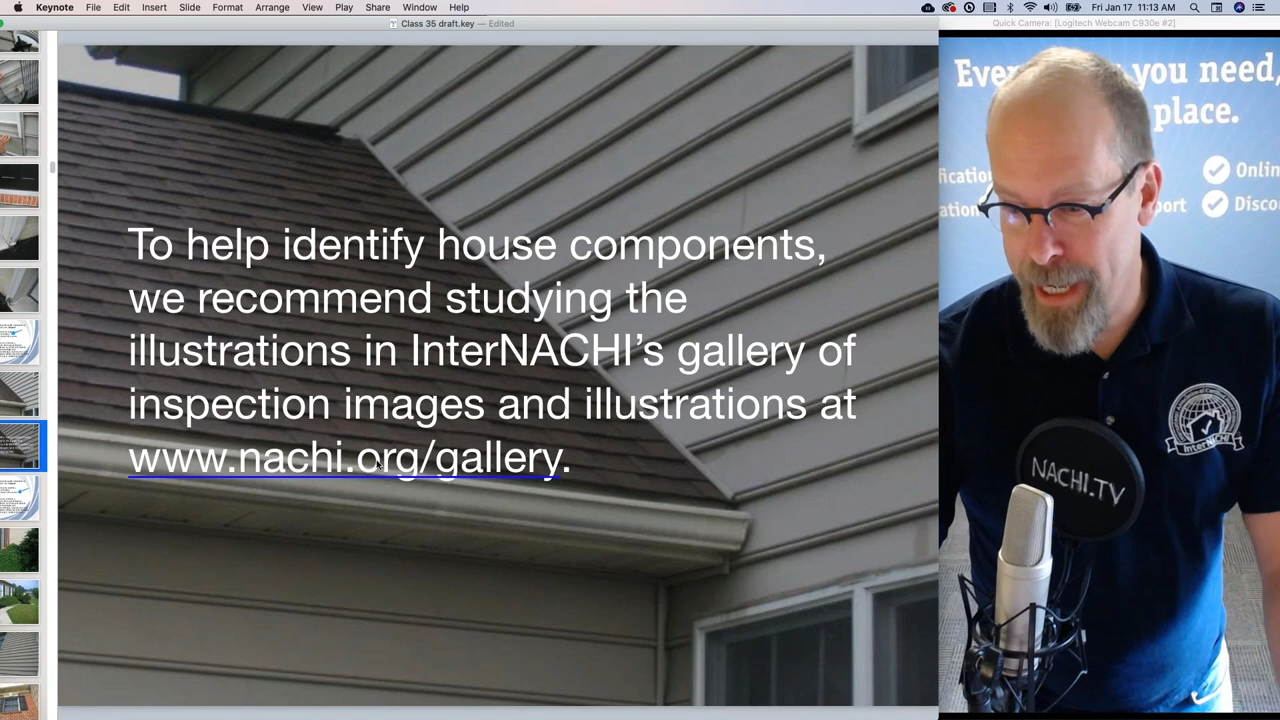 Keynote File Edit Insert Slide Format Arrange View Play Share Window Help
Fri Jan 17 11:13 AM
Class 35 draft.key — Edited
Quick Camera: [Logitech Webcam C930e #2]
To help identify house components,
we recommend studying the
illustrations in InterNACHI’s gallery of
inspection images and illustrations at
www.nachi.org/gallery.
you need,
place.
Onlin
port
Disco
InterNACHI
NACHI.TV